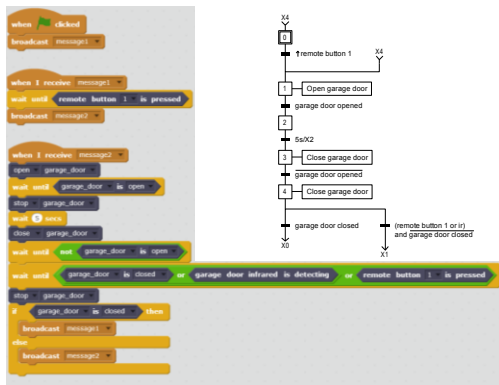 when clicked
broadcast message1
when I receive message1
wait until remote button 1 is pressed
broadcast message2
when I receive message2
open garage_door
wait until garage_door is open
stop garage_door
wait 5 secs
close garage_door
wait until not garage_door is open
wait until garage_door is closed or garage door infrared is detecting or remote button 1 is pressed
stop garage_door
if garage_door is closed then
broadcast message1
else
broadcast message2
X4
0
↑remote button 1
X4
1 Open garage door
garage door opened
2
5s/X2
3 Close garage door
garage door opened
4 Close garage door
garage door closed
(remote button 1 or ir)
and garage door closed
X0
X1